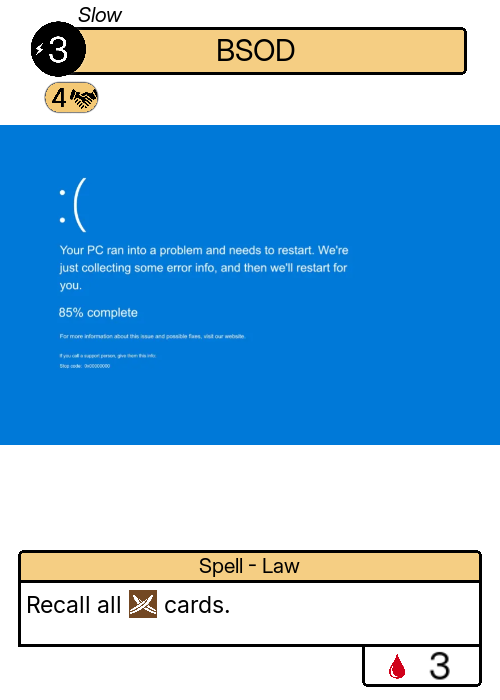 Slow
3
BSOD
4
:(
Your PC ran into a problem and needs to restart. We're
just collecting some error info, and then we'll restart for
you.
85% complete
For more information about this issue and possible fixes, visit our website.
If you call a support person, give them this info:
Stop code: 0x00000000
Spell - Law
Recall all cards.
3